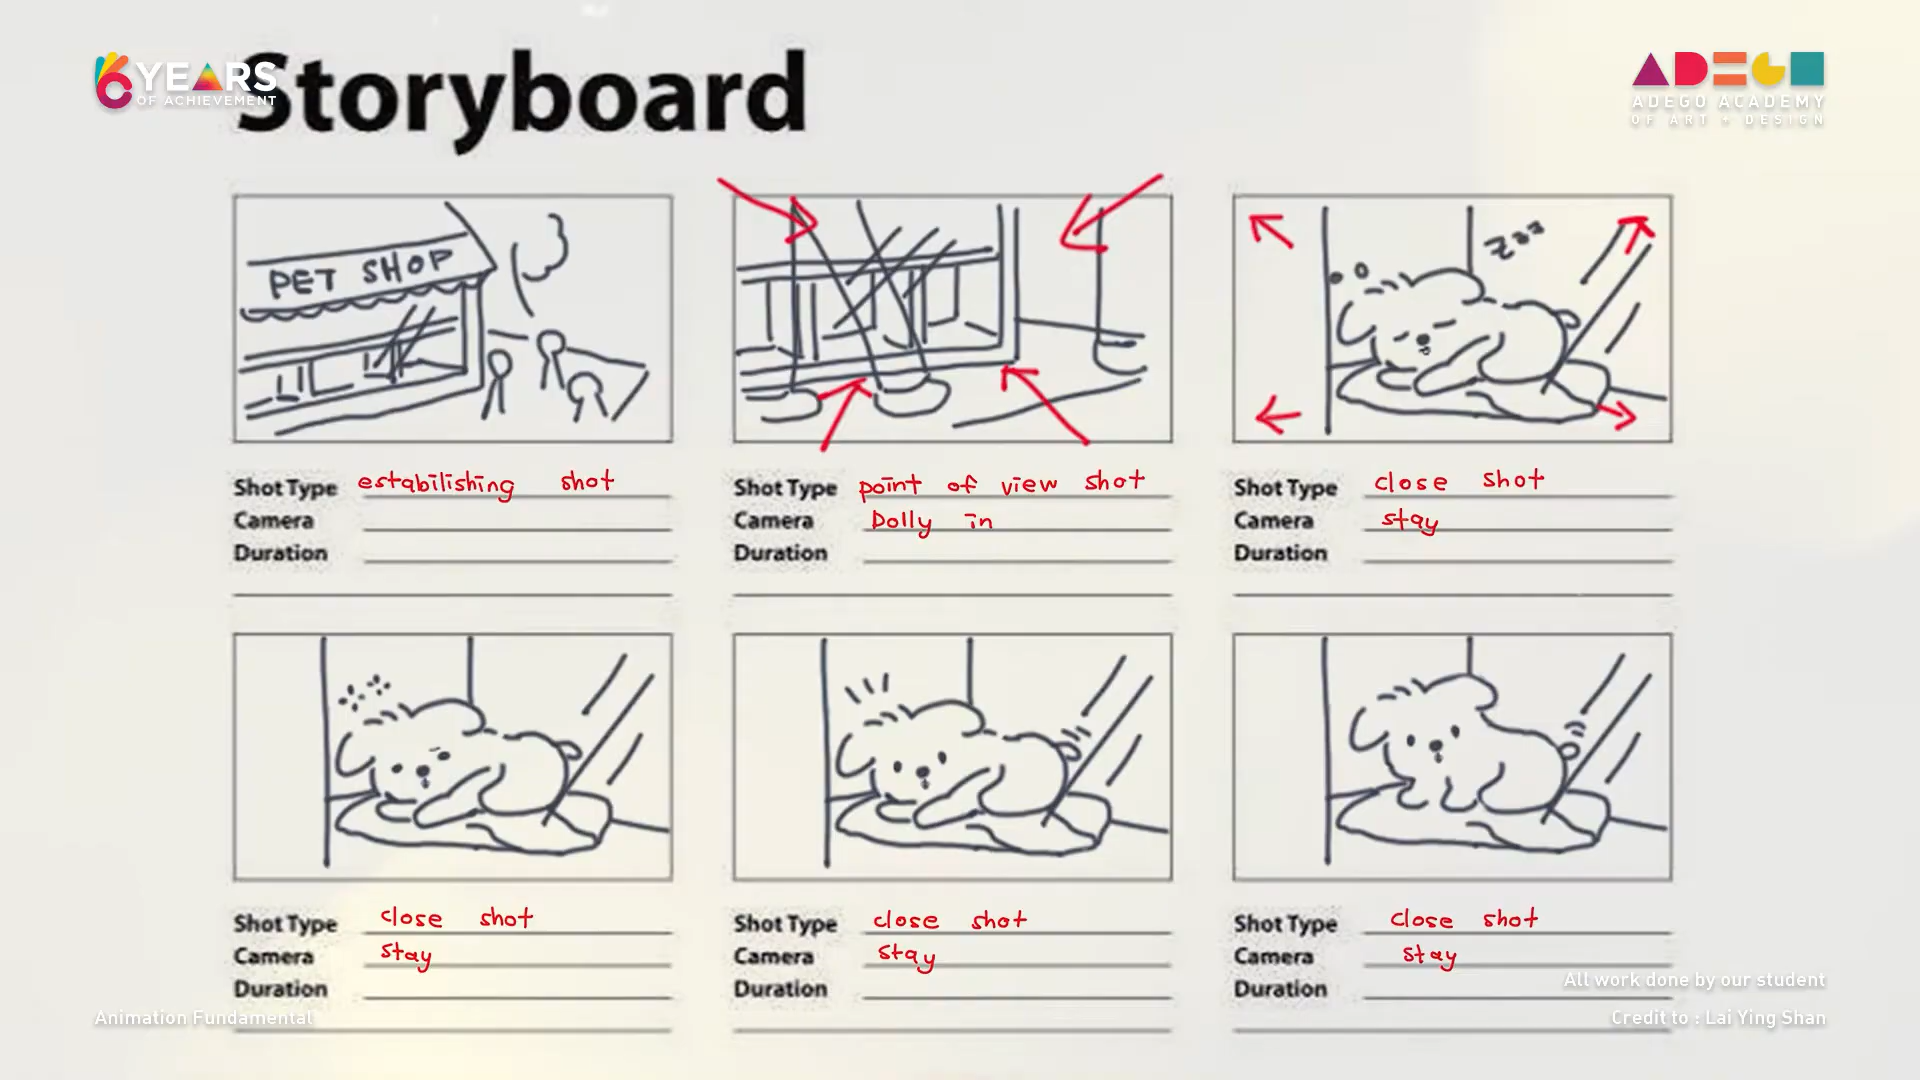 Storyboard
6 YEARS
OF ACHIEVEMENT
ADEGO
ADEGO ACADEMY
OF ART + DESIGN
PET SHOP
zzz
Shot Type estabilishing shot
Camera
Duration
Shot Type point of view shot
Camera Dolly in
Duration
Shot Type close shot
Camera stay
Duration
Shot Type close shot
Camera stay
Duration
Shot Type close shot
Camera stay
Duration
Shot Type close shot
Camera stay
Duration
Animation Fundamental
All work done by our student
Credit to : Lai Ying Shan